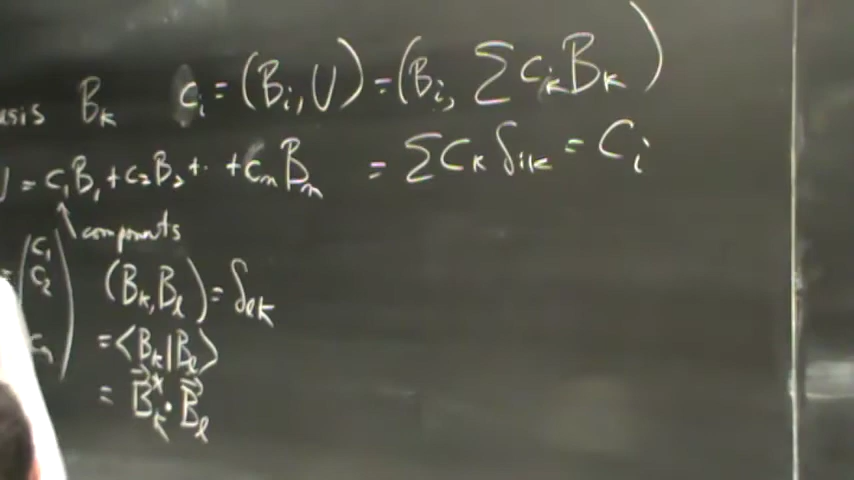 B_k c_i = (B_i, U) = (B_i, Σ c_k B_k)
U = c_1 B_1 + c_2 B_2 + ·· + c_n B_n = Σ c_k δ_ik = c_i
↑ components
= (c_1 c_2 c_n) (B_k, B_l) = δ_lk
= ⟨B_k | B_l⟩
= B⃗_k^* · B⃗_l